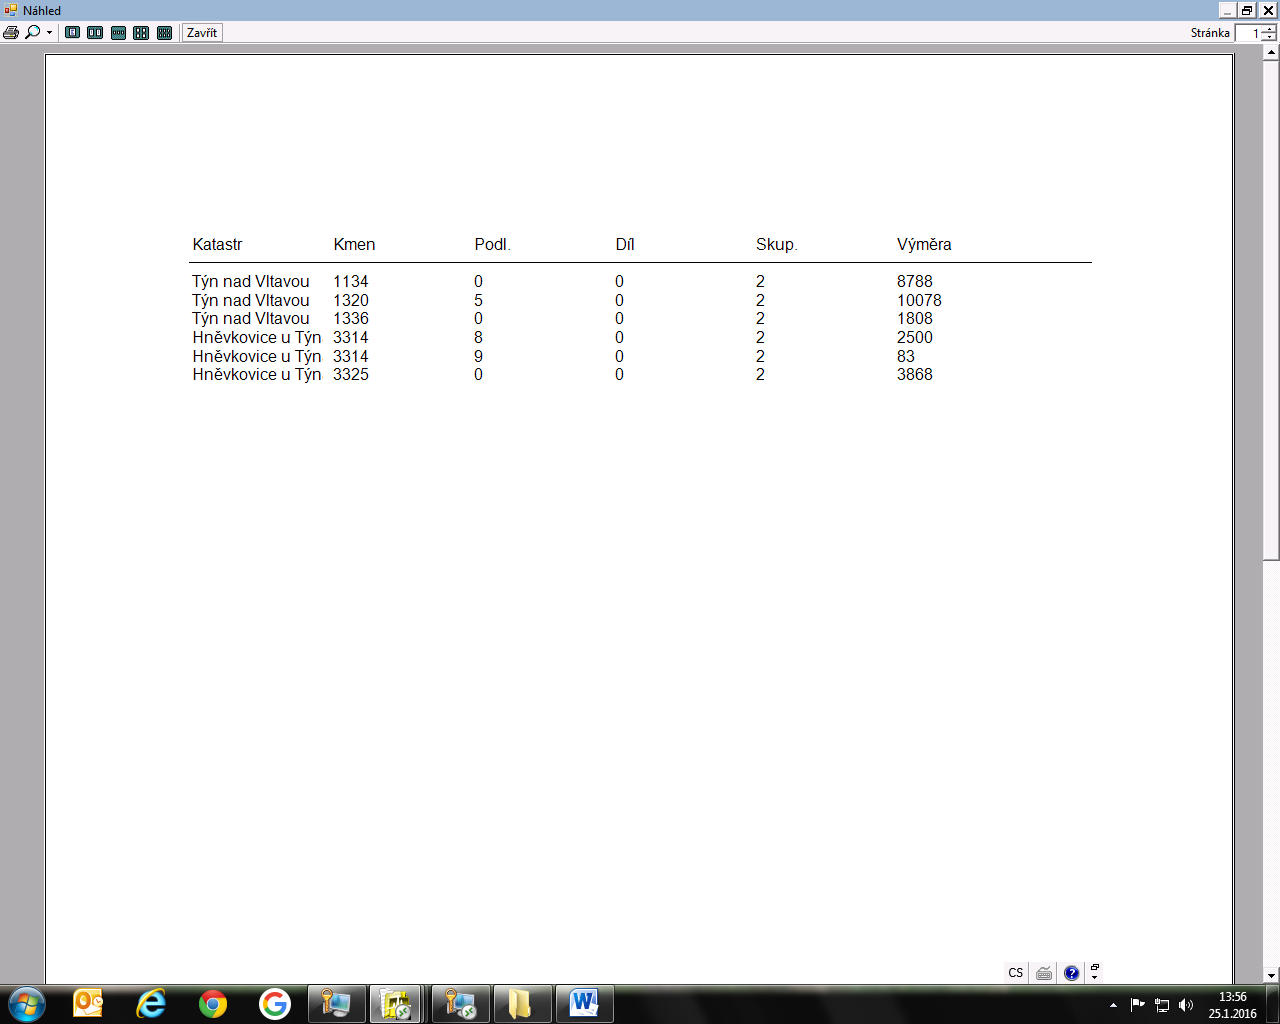 Náhled
Zavřít
Stránka 1
Katastr Kmen Podl. Díl Skup. Výměra
Týn nad Vltavou 1134 0 0 2 8788
Týn nad Vltavou 1320 5 0 2 10078
Týn nad Vltavou 1336 0 0 2 1808
Hněvkovice u Týn 3314 8 0 2 2500
Hněvkovice u Týn 3314 9 0 2 83
Hněvkovice u Týn 3325 0 0 2 3868
CS
13:56
25.1.2016